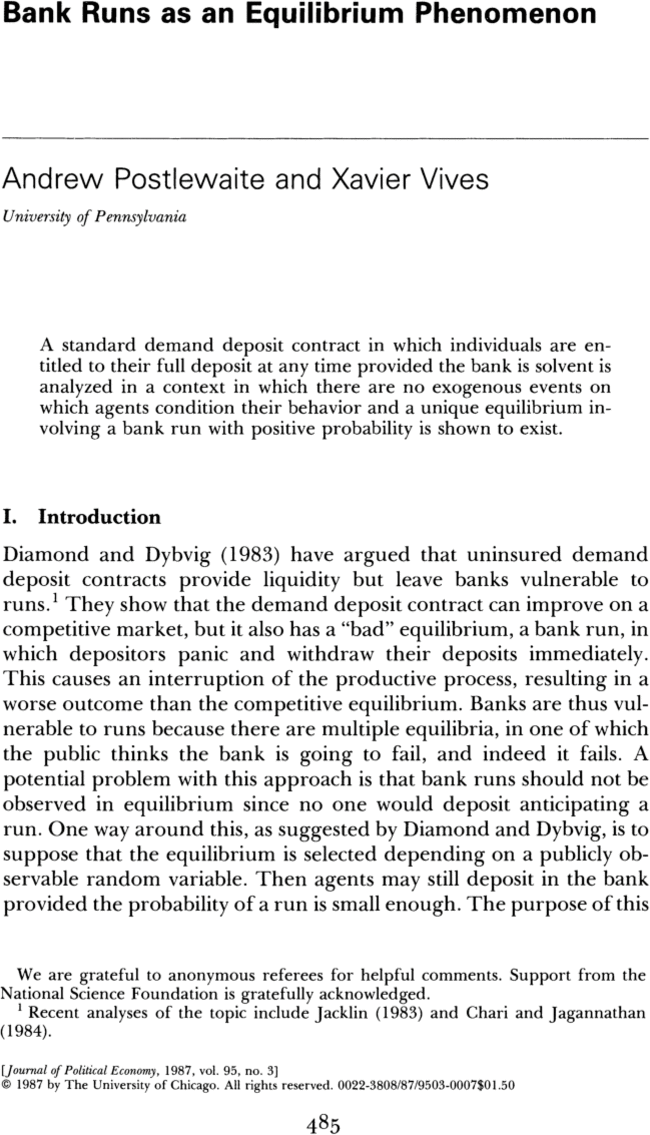 Bank Runs as an Equilibrium Phenomenon
Andrew Postlewaite and Xavier Vives
University of Pennsylvania
A standard demand deposit contract in which individuals are en-
titled to their full deposit at any time provided the bank is solvent is
analyzed in a context in which there are no exogenous events on
which agents condition their behavior and a unique equilibrium in-
volving a bank run with positive probability is shown to exist.
I. Introduction
Diamond and Dybvig (1983) have argued that uninsured demand
deposit contracts provide liquidity but leave banks vulnerable to
runs.¹ They show that the demand deposit contract can improve on a
competitive market, but it also has a “bad” equilibrium, a bank run, in
which depositors panic and withdraw their deposits immediately.
This causes an interruption of the productive process, resulting in a
worse outcome than the competitive equilibrium. Banks are thus vul-
nerable to runs because there are multiple equilibria, in one of which
the public thinks the bank is going to fail, and indeed it fails. A
potential problem with this approach is that bank runs should not be
observed in equilibrium since no one would deposit anticipating a
run. One way around this, as suggested by Diamond and Dybvig, is to
suppose that the equilibrium is selected depending on a publicly ob-
servable random variable. Then agents may still deposit in the bank
provided the probability of a run is small enough. The purpose of this
We are grateful to anonymous referees for helpful comments. Support from the
National Science Foundation is gratefully acknowledged.
¹ Recent analyses of the topic include Jacklin (1983) and Chari and Jagannathan
(1984).
[Journal of Political Economy, 1987, vol. 95, no. 3]
© 1987 by The University of Chicago. All rights reserved. 0022-3808/87/9503-0007$01.50
485